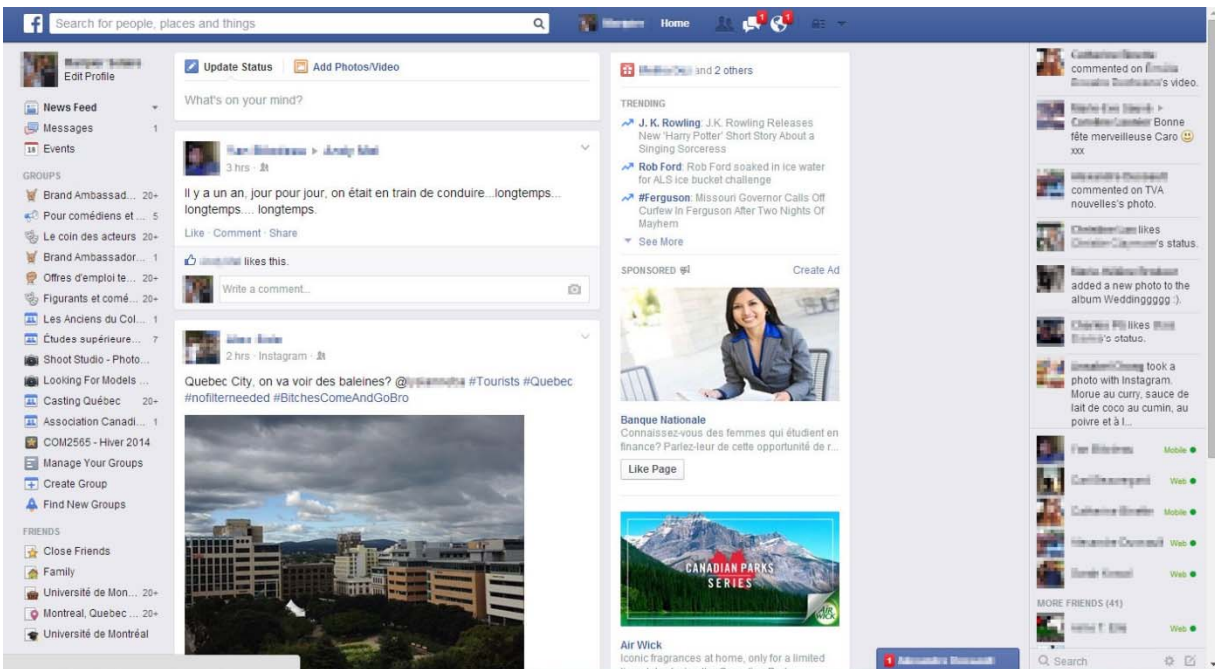 f
Search for people, places and things
Home
1
1
Edit Profile
News Feed
Messages 1
18 Events
GROUPS
Brand Ambassad... 20+
Pour comédiens et ... 5
Le coin des acteurs 20+
Brand Ambassador... 1
Offres d'emploi te... 20+
Figurants et comé... 20+
Les Anciens du Col... 1
Études supérieure... 7
Shoot Studio - Photo...
Looking For Models ...
Casting Québec 20+
Association Canadi... 1
COM2565 - Hiver 2014
Manage Your Groups
Create Group
Find New Groups
FRIENDS
Close Friends
Family
Université de Mon... 20+
Montreal, Quebec ... 20+
Université de Montréal
Update Status Add Photos/Video
What's on your mind?
3 hrs ·
Il y a un an, jour pour jour, on était en train de conduire...longtemps...
longtemps.... longtemps.
Like · Comment · Share
likes this.
Write a comment...
2 hrs · Instagram ·
Quebec City, on va voir des baleines? @ #Tourists #Quebec
#nofilterneeded #BitchesComeAndGoBro
and 2 others
TRENDING
J. K. Rowling: J.K. Rowling Releases
New 'Harry Potter' Short Story About a
Singing Sorceress
Rob Ford: Rob Ford soaked in ice water
for ALS ice bucket challenge
#Ferguson: Missouri Governor Calls Off
Curfew In Ferguson After Two Nights Of
Mayhem
See More
SPONSORED Create Ad
Banque Nationale
Connaissez-vous des femmes qui étudient en
finance? Parlez-leur de cette opportunité de r...
Like Page
CANADIAN PARKS
SERIES
AIR
WICK
Air Wick
Iconic fragrances at home, only for a limited
commented on
's video.
Bonne
fête merveilleuse Caro
xxx
commented on TVA
nouvelles's photo.
likes
's status.
added a new photo to the
album Weddingggg :).
likes
's status.
took a
photo with Instagram.
Morue au curry, sauce de
lait de coco au cumin, au
poivre et à l...
Mobile
Web
Mobile
Web
Web
MORE FRIENDS (41)
Web
1
Search